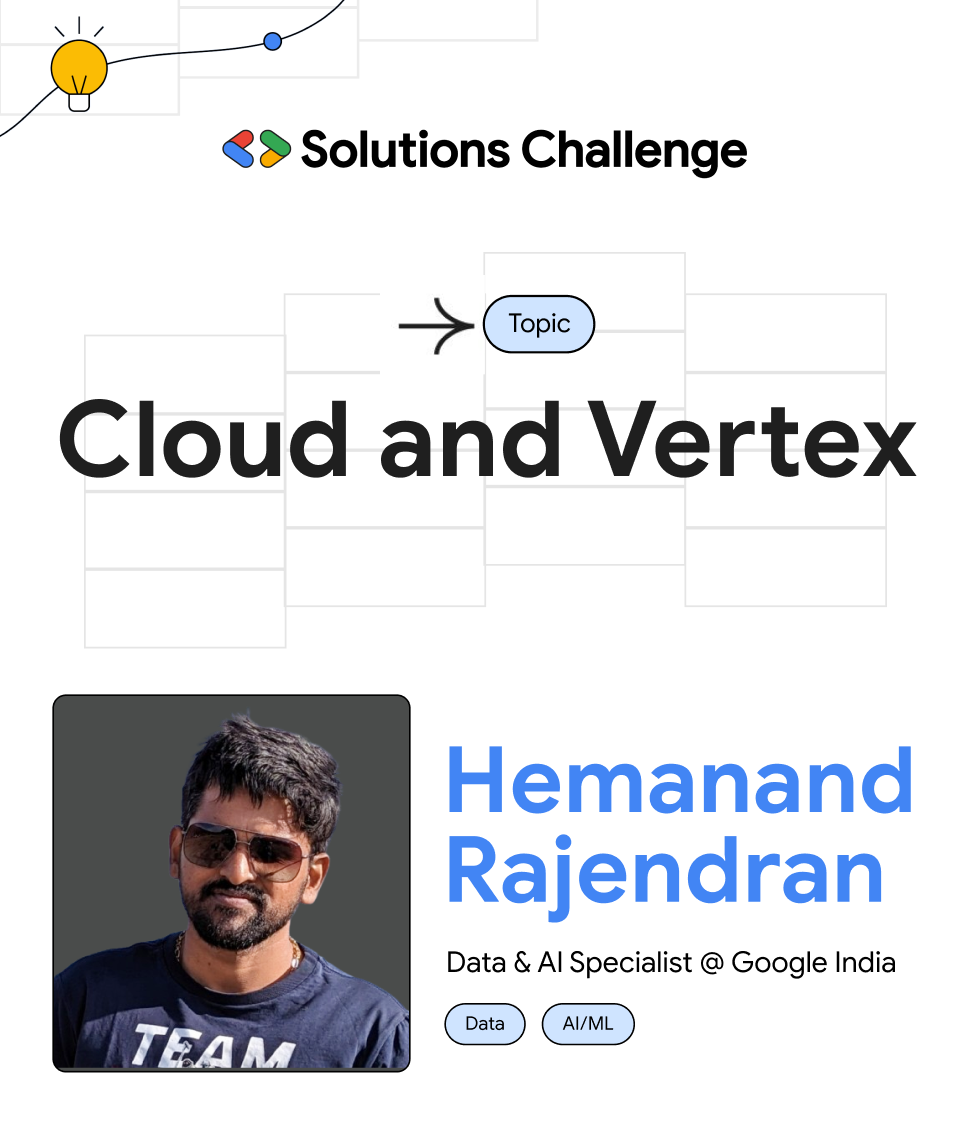 Solutions Challenge
Topic
Cloud and Vertex
Hemanand
Rajendran
Data & AI Specialist @ Google India
Data AI/ML
TEAM